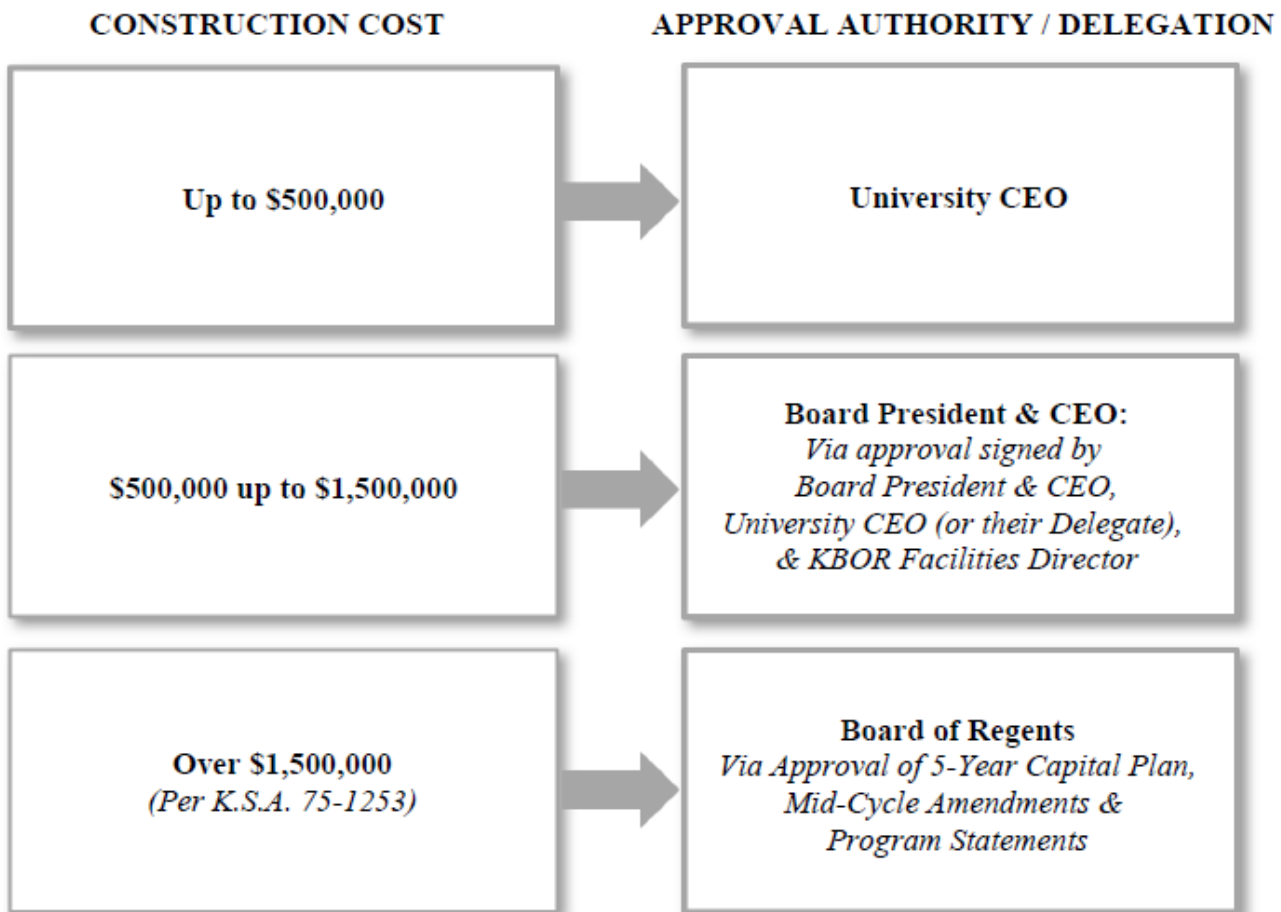 CONSTRUCTION COST
APPROVAL AUTHORITY / DELEGATION
Up to $500,000
University CEO
$500,000 up to $1,500,000
Board President & CEO:
Via approval signed by
Board President & CEO,
University CEO (or their Delegate),
& KBOR Facilities Director
Over $1,500,000
(Per K.S.A. 75-1253)
Board of Regents
Via Approval of 5-Year Capital Plan,
Mid-Cycle Amendments &
Program Statements